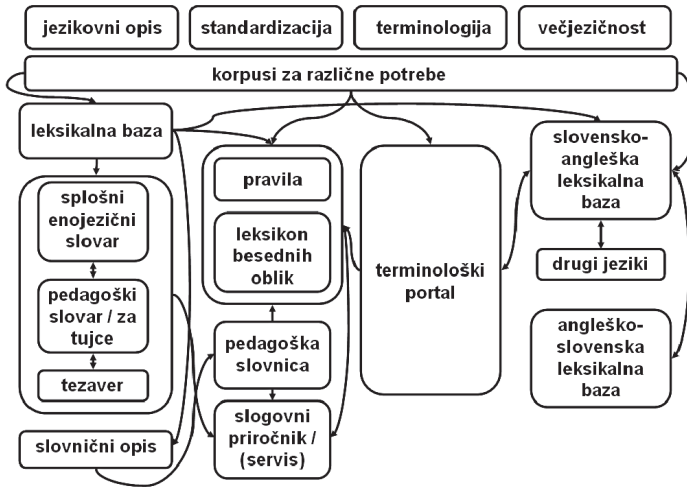 jezikovni opis
standardizacija
terminologija
večjezičnost
korpusi za različne potrebe
leksikalna baza
splošni
enojezični
slovar
pedagoški
slovar / za
tujce
tezaver
slovnični opis
pravila
leksikon
besednih
oblik
pedagoška
slovnica
slogovni
priročnik /
(servis)
terminološki
portal
slovensko-
angleška
leksikalna
baza
drugi jeziki
angleško-
slovenska
leksikalna
baza